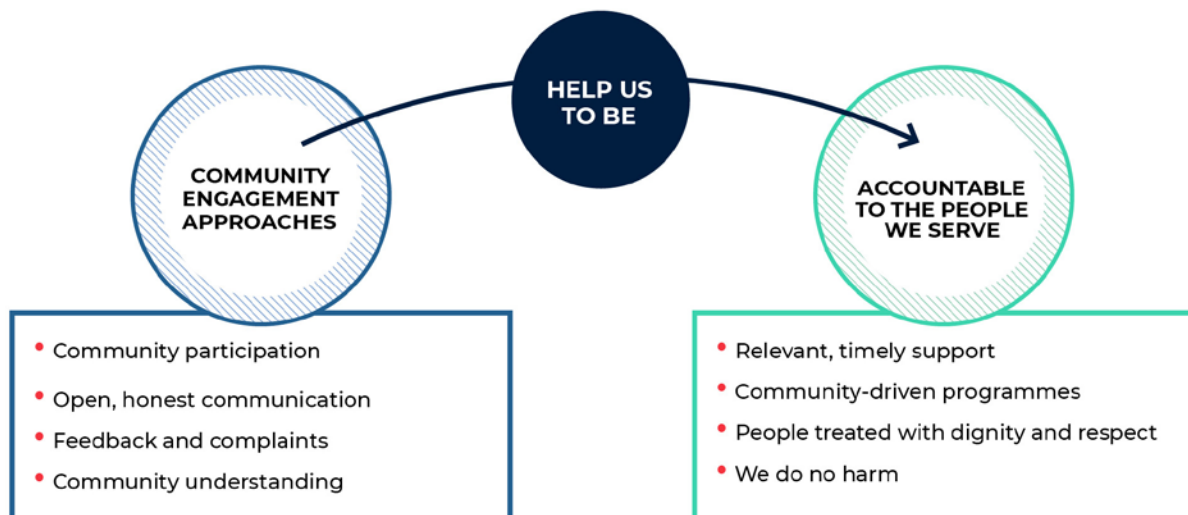 HELP US
TO BE
COMMUNITY
ENGAGEMENT
APPROACHES
ACCOUNTABLE
TO THE PEOPLE
WE SERVE
• Community participation
• Open, honest communication
• Feedback and complaints
• Community understanding
• Relevant, timely support
• Community-driven programmes
• People treated with dignity and respect
• We do no harm